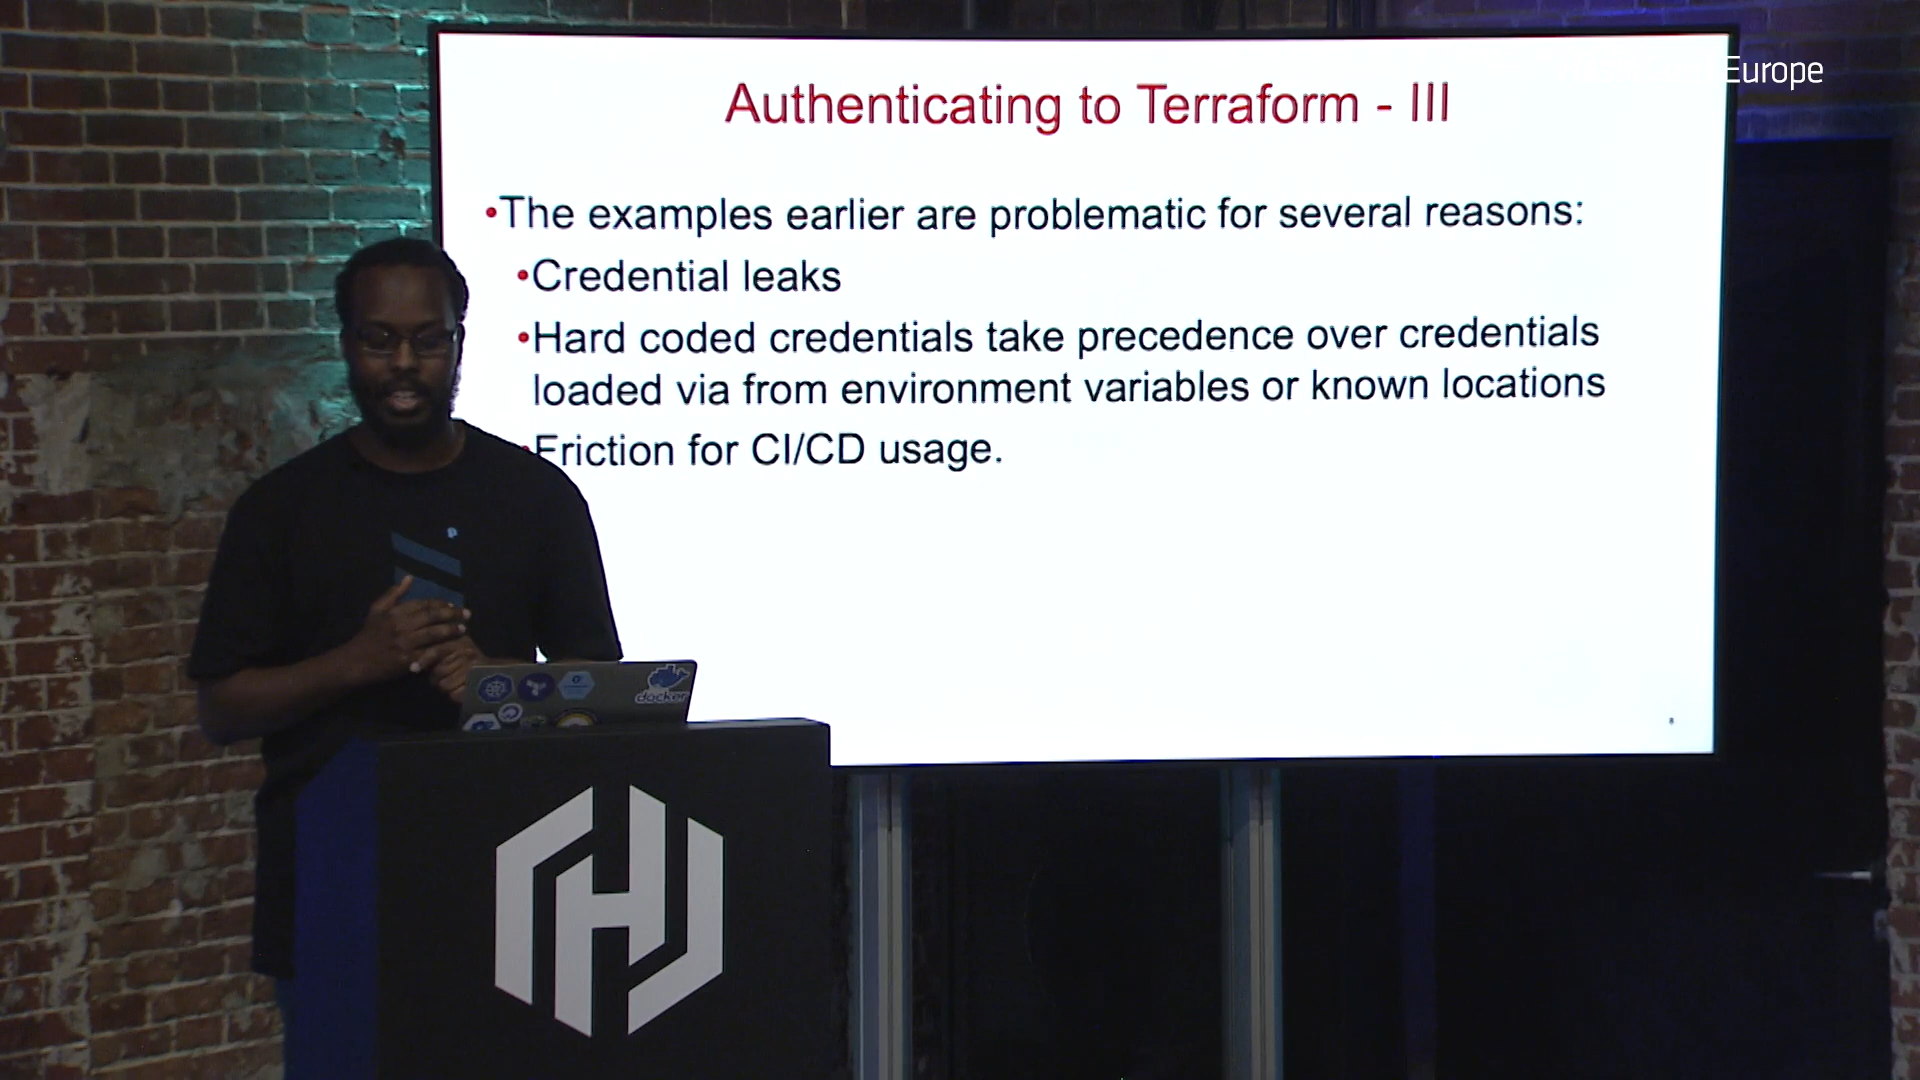 Europe
Authenticating to Terraform - III
•The examples earlier are problematic for several reasons:
•Credential leaks
•Hard coded credentials take precedence over credentials
loaded via from environment variables or known locations
•Friction for CI/CD usage.
docker
8